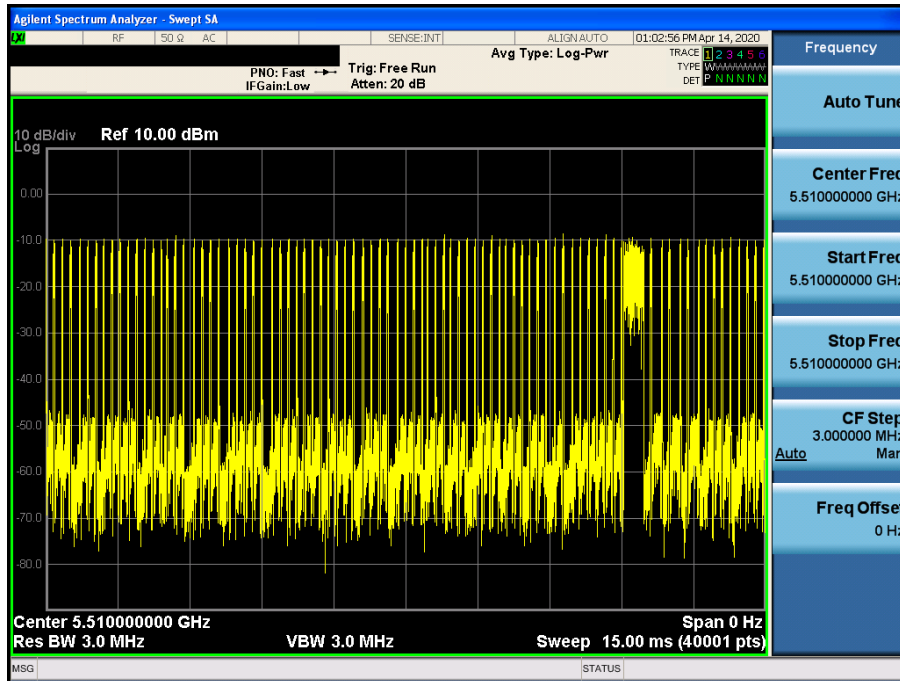 Agilent Spectrum Analyzer - Swept SA
LXI RF 50 Ω AC SENSE:INT ALIGN AUTO 01:02:56 PM Apr 14, 2020
Avg Type: Log-Pwr
TRACE 1 2 3 4 5 6
TYPE WWWWWW
DET P N N N N N
PNO: Fast
IFGain:Low
Trig: Free Run
Atten: 20 dB
10 dB/div
Log
Ref 10.00 dBm
0.00
-10.0
-20.0
-30.0
-40.0
-50.0
-60.0
-70.0
-80.0
Center 5.510000000 GHz
Span 0 Hz
Res BW 3.0 MHz
VBW 3.0 MHz
Sweep 15.00 ms (40001 pts)
MSG
STATUS
Frequency
Auto Tune
Center Freq
5.510000000 GHz
Start Freq
5.510000000 GHz
Stop Freq
5.510000000 GHz
CF Step
3.000000 MHz
Auto Man
Freq Offset
0 Hz